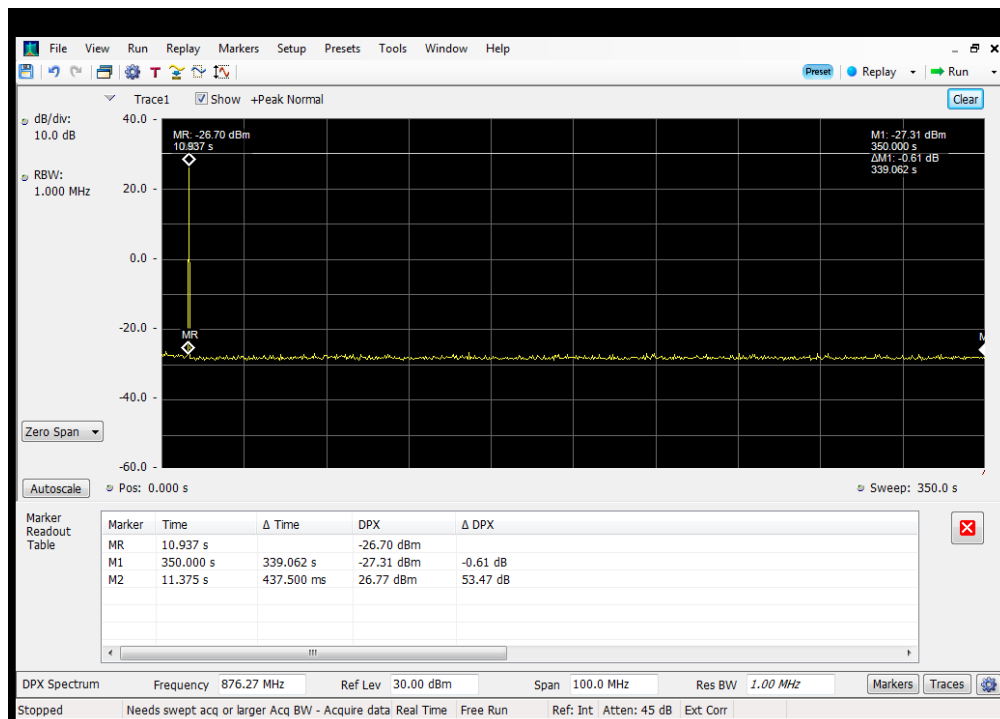 File View Run Replay Markers Setup Presets Tools Window Help
Preset Replay Run
Trace1 Show +Peak Normal Clear
dB/div:
10.0 dB
RBW:
1.000 MHz
40.0
20.0
0.0
-20.0
-40.0
-60.0
MR: -26.70 dBm
10.937 s
M1: -27.31 dBm
350.000 s
ΔM1: -0.61 dB
339.062 s
MR
M
Zero Span
Autoscale Pos: 0.000 s Sweep: 350.0 s
Marker
Readout
Table
Marker Time Δ Time DPX Δ DPX
MR 10.937 s -26.70 dBm
M1 350.000 s 339.062 s -27.31 dBm -0.61 dB
M2 11.375 s 437.500 ms 26.77 dBm 53.47 dB
DPX Spectrum Frequency 876.27 MHz Ref Lev 30.00 dBm Span 100.0 MHz Res BW 1.00 MHz Markers Traces
Stopped Needs swept acq or larger Acq BW - Acquire data Real Time Free Run Ref: Int Atten: 45 dB Ext Corr